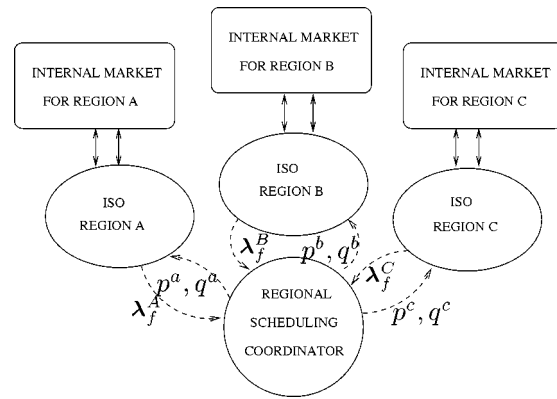 INTERNAL MARKET
FOR REGION B
INTERNAL MARKET
FOR REGION A
INTERNAL MARKET
FOR REGION C
ISO
REGION B
ISO
REGION A
ISO
REGION C
λ_f^B
p^b, q^b
λ_f^C
p^a, q^a
λ_f^A
p^c, q^c
REGIONAL
SCHEDULING
COORDINATOR